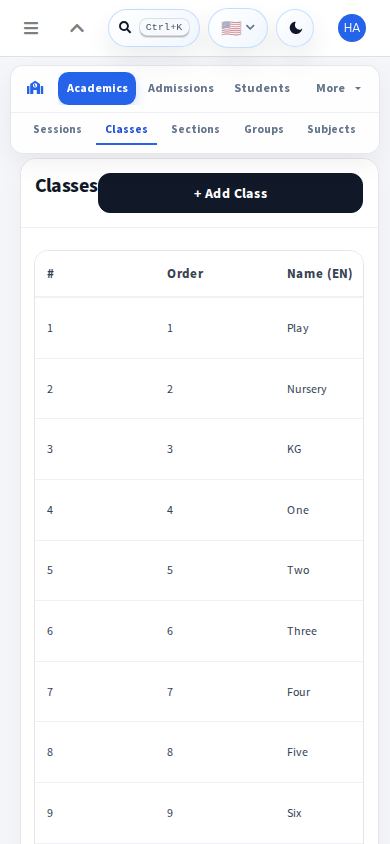 Ctrl+K
HA
Academics Admissions Students More
Sessions Classes Sections Groups Subjects
Classes + Add Class
# Order Name (EN)
1 1 Play
2 2 Nursery
3 3 KG
4 4 One
5 5 Two
6 6 Three
7 7 Four
8 8 Five
9 9 Six